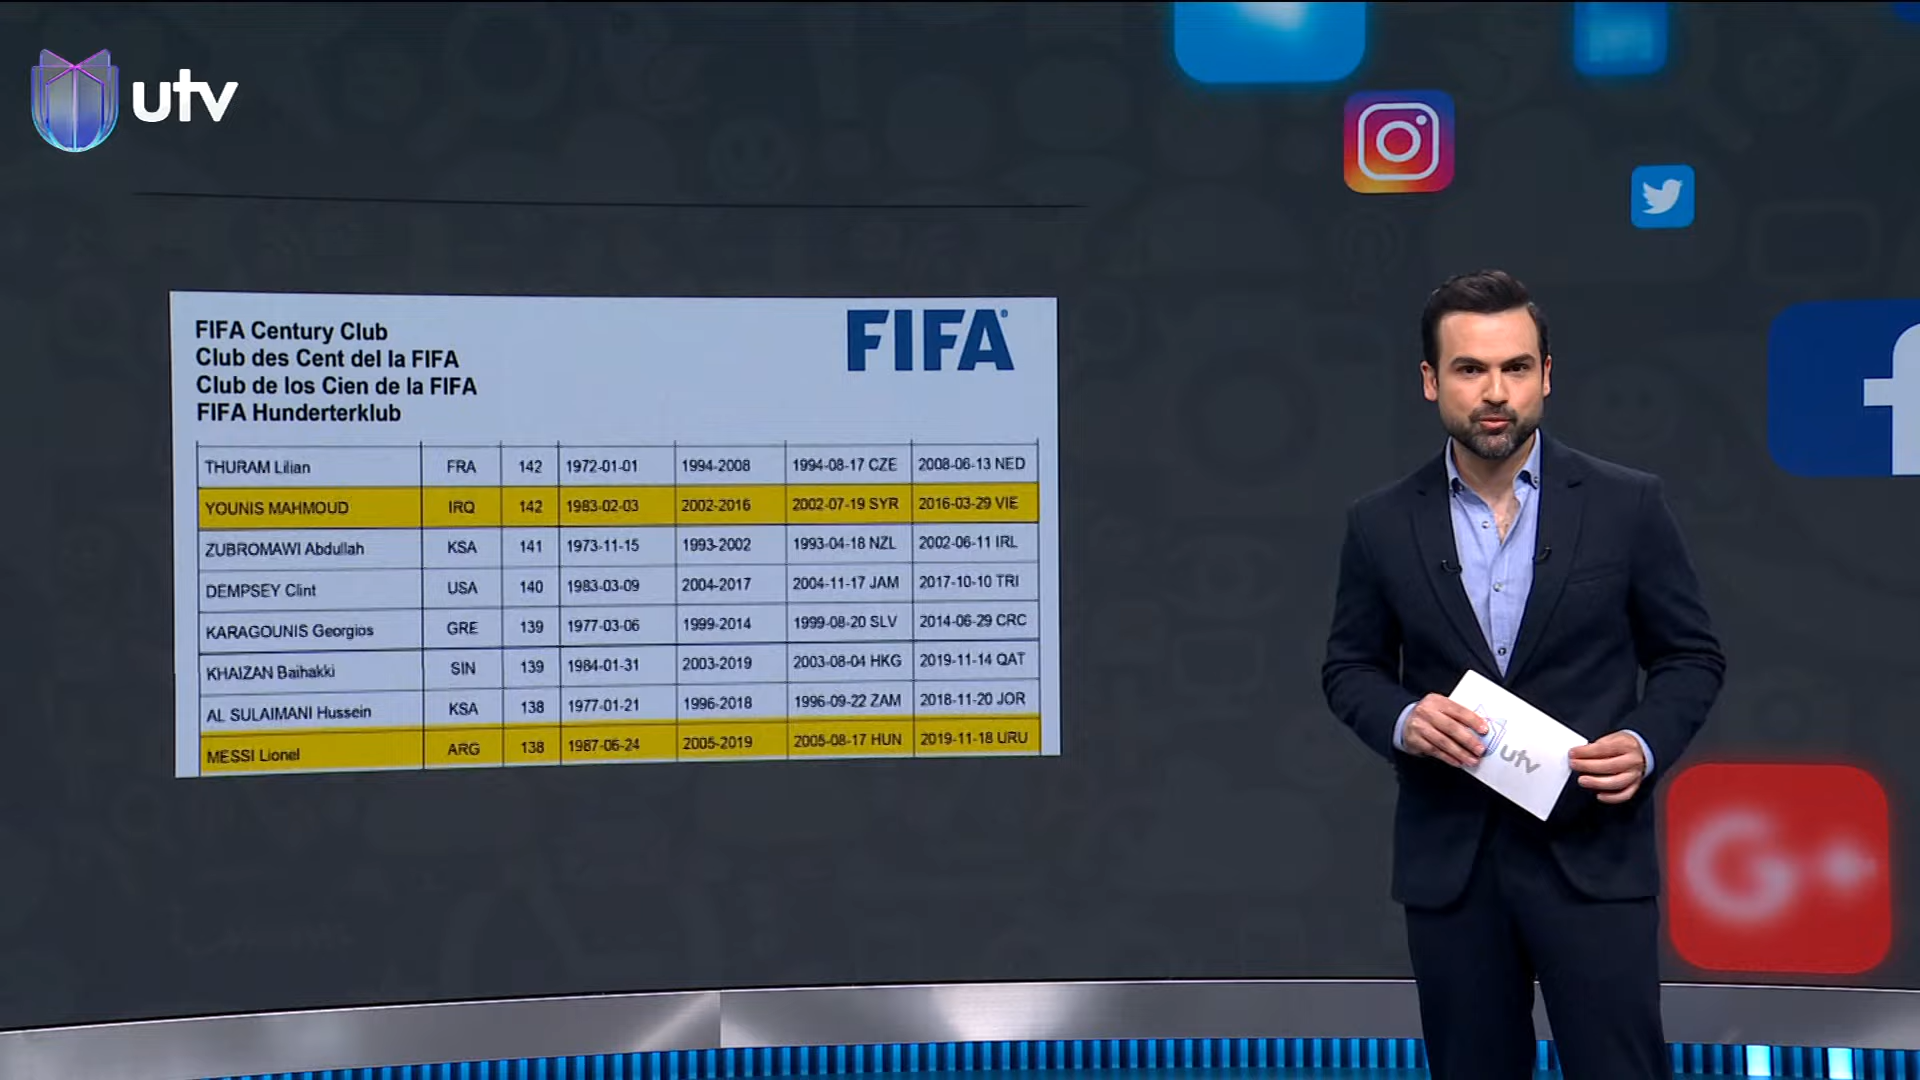 utv
FIFA Century Club
Club des Cent del la FIFA
Club de los Cien de la FIFA
FIFA Hunderterklub
FIFA
THURAM Lilian FRA 142 1972-01-01 1994-2008 1994-08-17 CZE 2008-06-13 NED
YOUNIS MAHMOUD IRQ 142 1983-02-03 2002-2016 2002-07-19 SYR 2016-03-29 VIE
ZUBROMAWI Abdullah KSA 141 1973-11-15 1993-2002 1993-04-18 NZL 2002-06-11 IRL
DEMPSEY Clint USA 140 1983-03-09 2004-2017 2004-11-17 JAM 2017-10-10 TRI
KARAGOUNIS Georgios GRE 139 1977-03-06 1999-2014 1999-08-20 SLV 2014-06-29 CRC
KHAIZAN Baihakki SIN 139 1984-01-31 2003-2019 2003-08-04 HKG 2019-11-14 QAT
AL SULAIMANI Hussein KSA 138 1977-01-21 1996-2018 1996-09-22 ZAM 2018-11-20 JOR
MESSI Lionel ARG 138 1987-06-24 2005-2019 2005-08-17 HUN 2019-11-18 URU
f
utv
G+